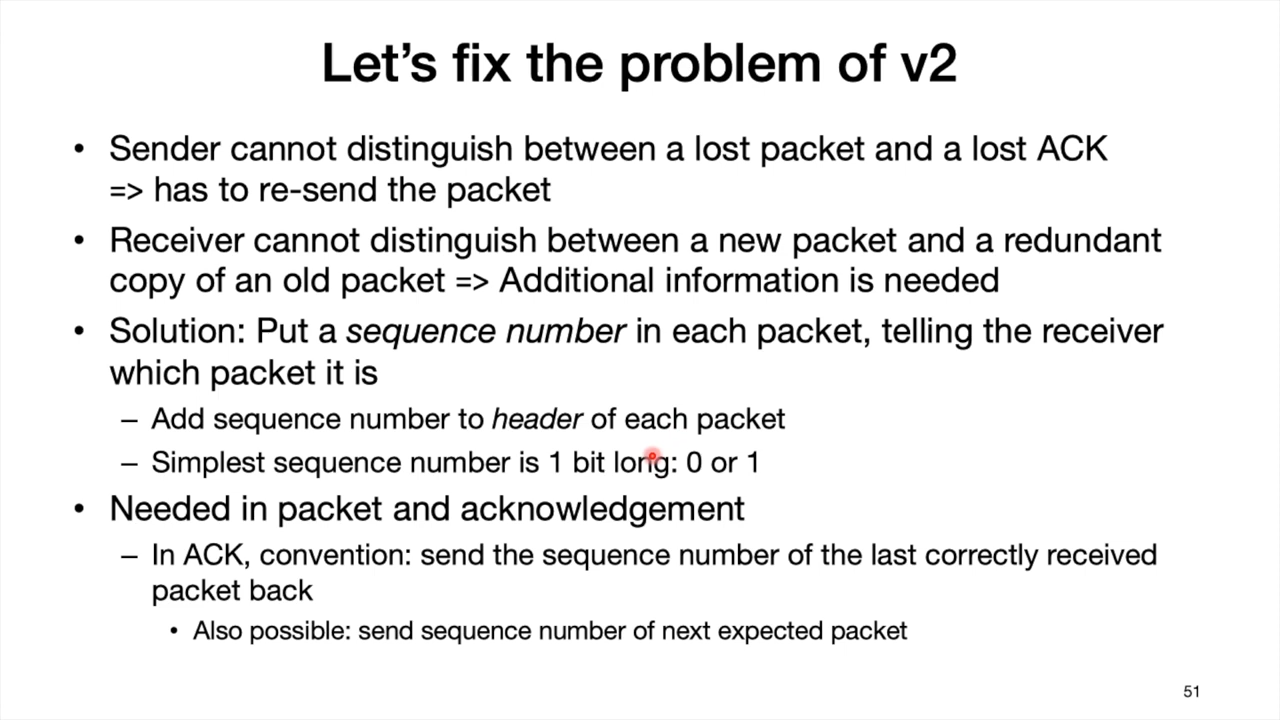 Let's fix the problem of v2
• Sender cannot distinguish between a lost packet and a lost ACK
=> has to re-send the packet
• Receiver cannot distinguish between a new packet and a redundant
copy of an old packet => Additional information is needed
• Solution: Put a sequence number in each packet, telling the receiver
which packet it is
– Add sequence number to header of each packet
– Simplest sequence number is 1 bit long: 0 or 1
• Needed in packet and acknowledgement
– In ACK, convention: send the sequence number of the last correctly received
packet back
• Also possible: send sequence number of next expected packet
51